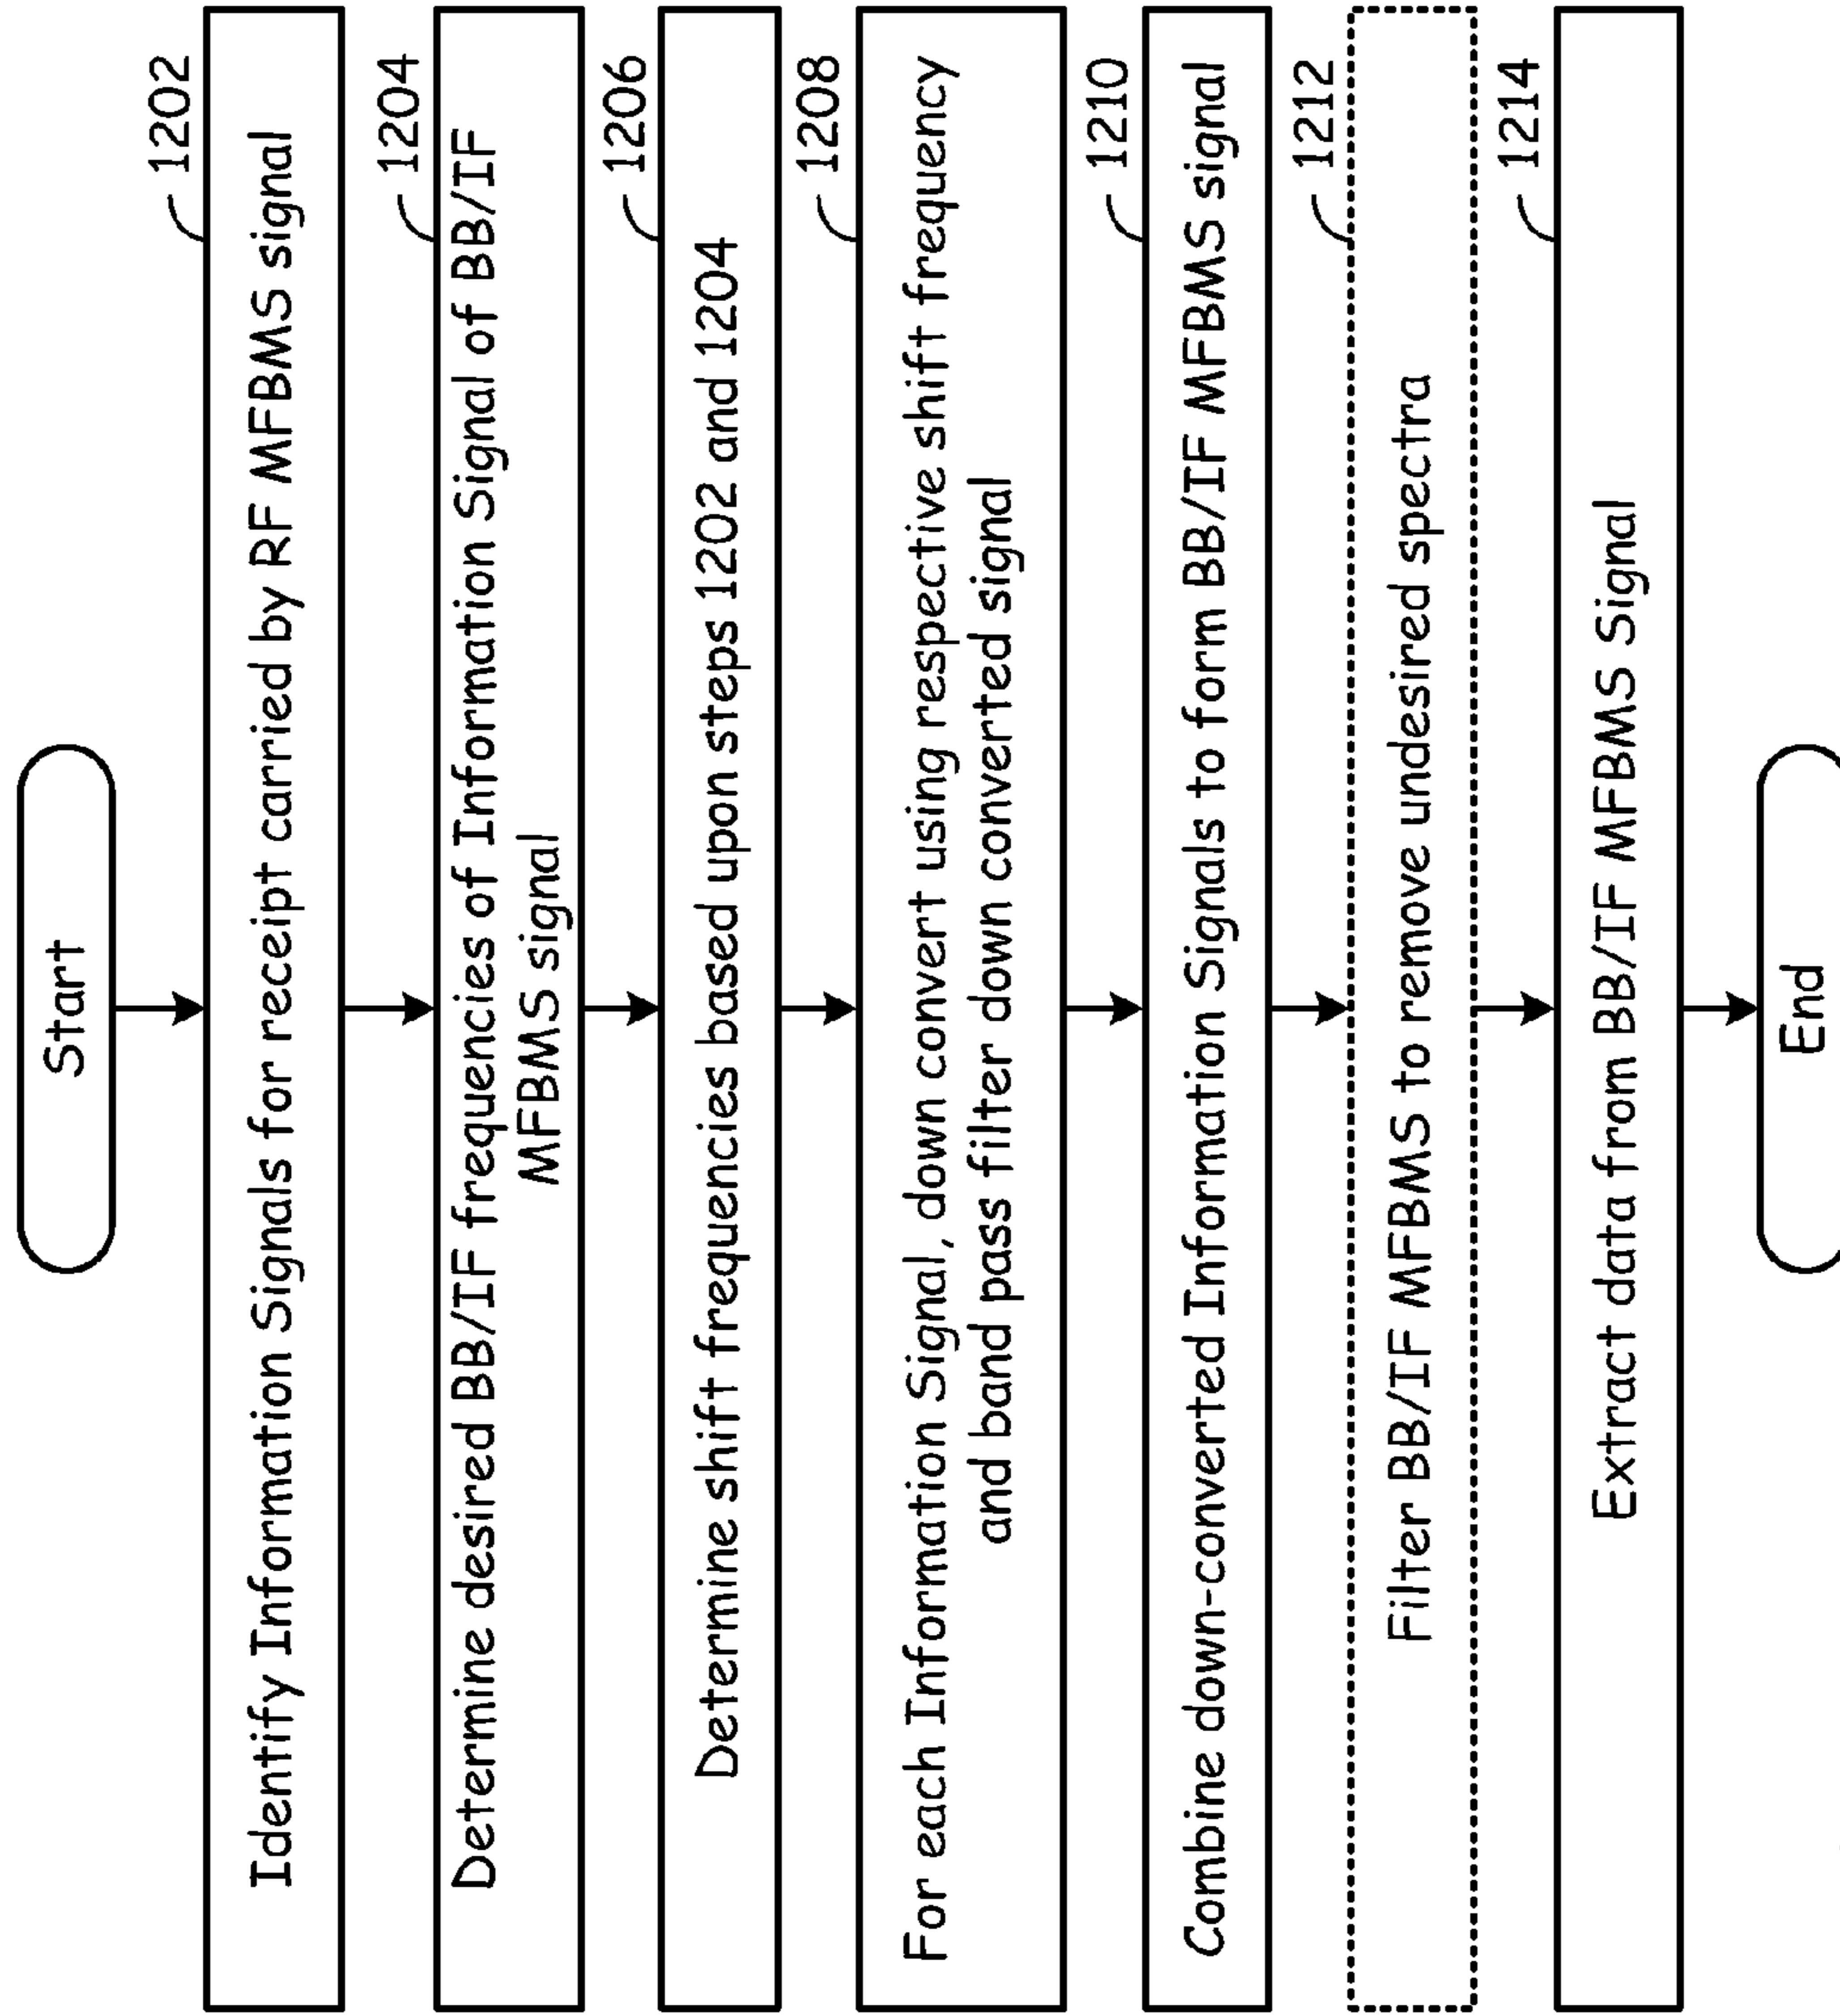 Start
1202
Identify Information Signals for receipt carried by RF MFBMS signal
1204
Determine desired BB/IF frequencies of Information Signal of BB/IF
MFBMS signal
1206
Determine shift frequencies based upon steps 1202 and 1204
1208
For each Information Signal, down convert using respective shift frequency
and band pass filter down converted signal
1210
Combine down-converted Information Signals to form BB/IF MFBMS signal
1212
Filter BB/IF MFBMS to remove undesired spectra
1214
Extract data from BB/IF MFBMS Signal
End